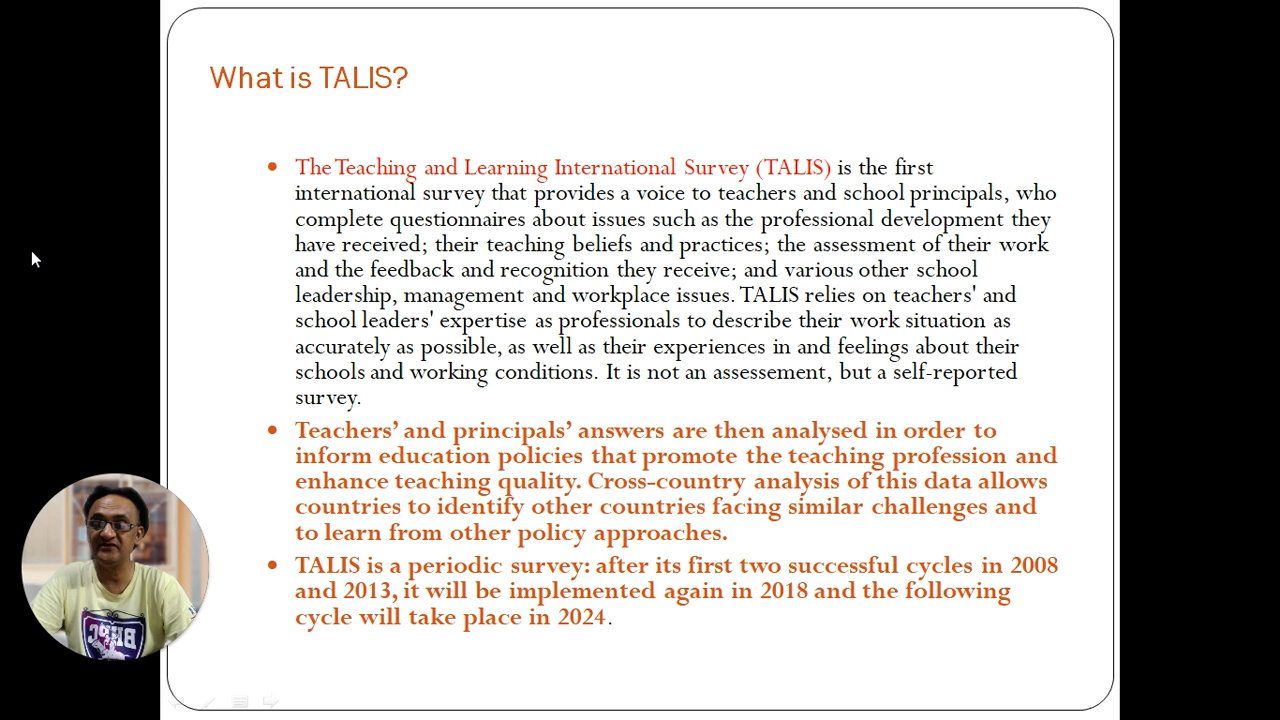 What is TALIS?
• The Teaching and Learning International Survey (TALIS) is the first
international survey that provides a voice to teachers and school principals, who
complete questionnaires about issues such as the professional development they
have received; their teaching beliefs and practices; the assessment of their work
and the feedback and recognition they receive; and various other school
leadership, management and workplace issues. TALIS relies on teachers' and
school leaders' expertise as professionals to describe their work situation as
accurately as possible, as well as their experiences in and feelings about their
schools and working conditions. It is not an assessement, but a self-reported
survey.
• Teachers’ and principals’ answers are then analysed in order to
inform education policies that promote the teaching profession and
enhance teaching quality. Cross-country analysis of this data allows
countries to identify other countries facing similar challenges and
to learn from other policy approaches.
• TALIS is a periodic survey: after its first two successful cycles in 2008
and 2013, it will be implemented again in 2018 and the following
cycle will take place in 2024.